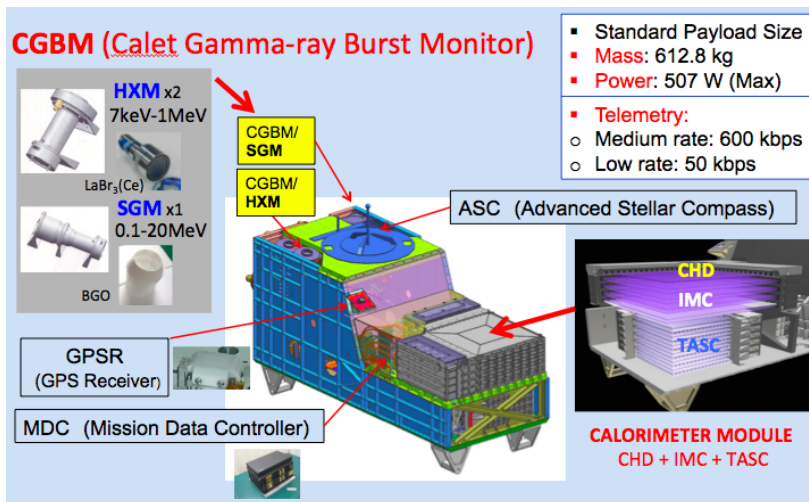 CGBM (Calet Gamma-ray Burst Monitor)
HXM x2
7keV-1MeV
LaBr3(Ce)
SGM x1
0.1-20MeV
BGO
CGBM/
SGM
CGBM/
HXM
▪ Standard Payload Size
▪ Mass: 612.8 kg
▪ Power: 507 W (Max)
▪ Telemetry:
o Medium rate: 600 kbps
o Low rate: 50 kbps
ASC (Advanced Stellar Compass)
CHD
IMC
TASC
GPSR
(GPS Receiver)
MDC (Mission Data Controller)
CALORIMETER MODULE
CHD + IMC + TASC